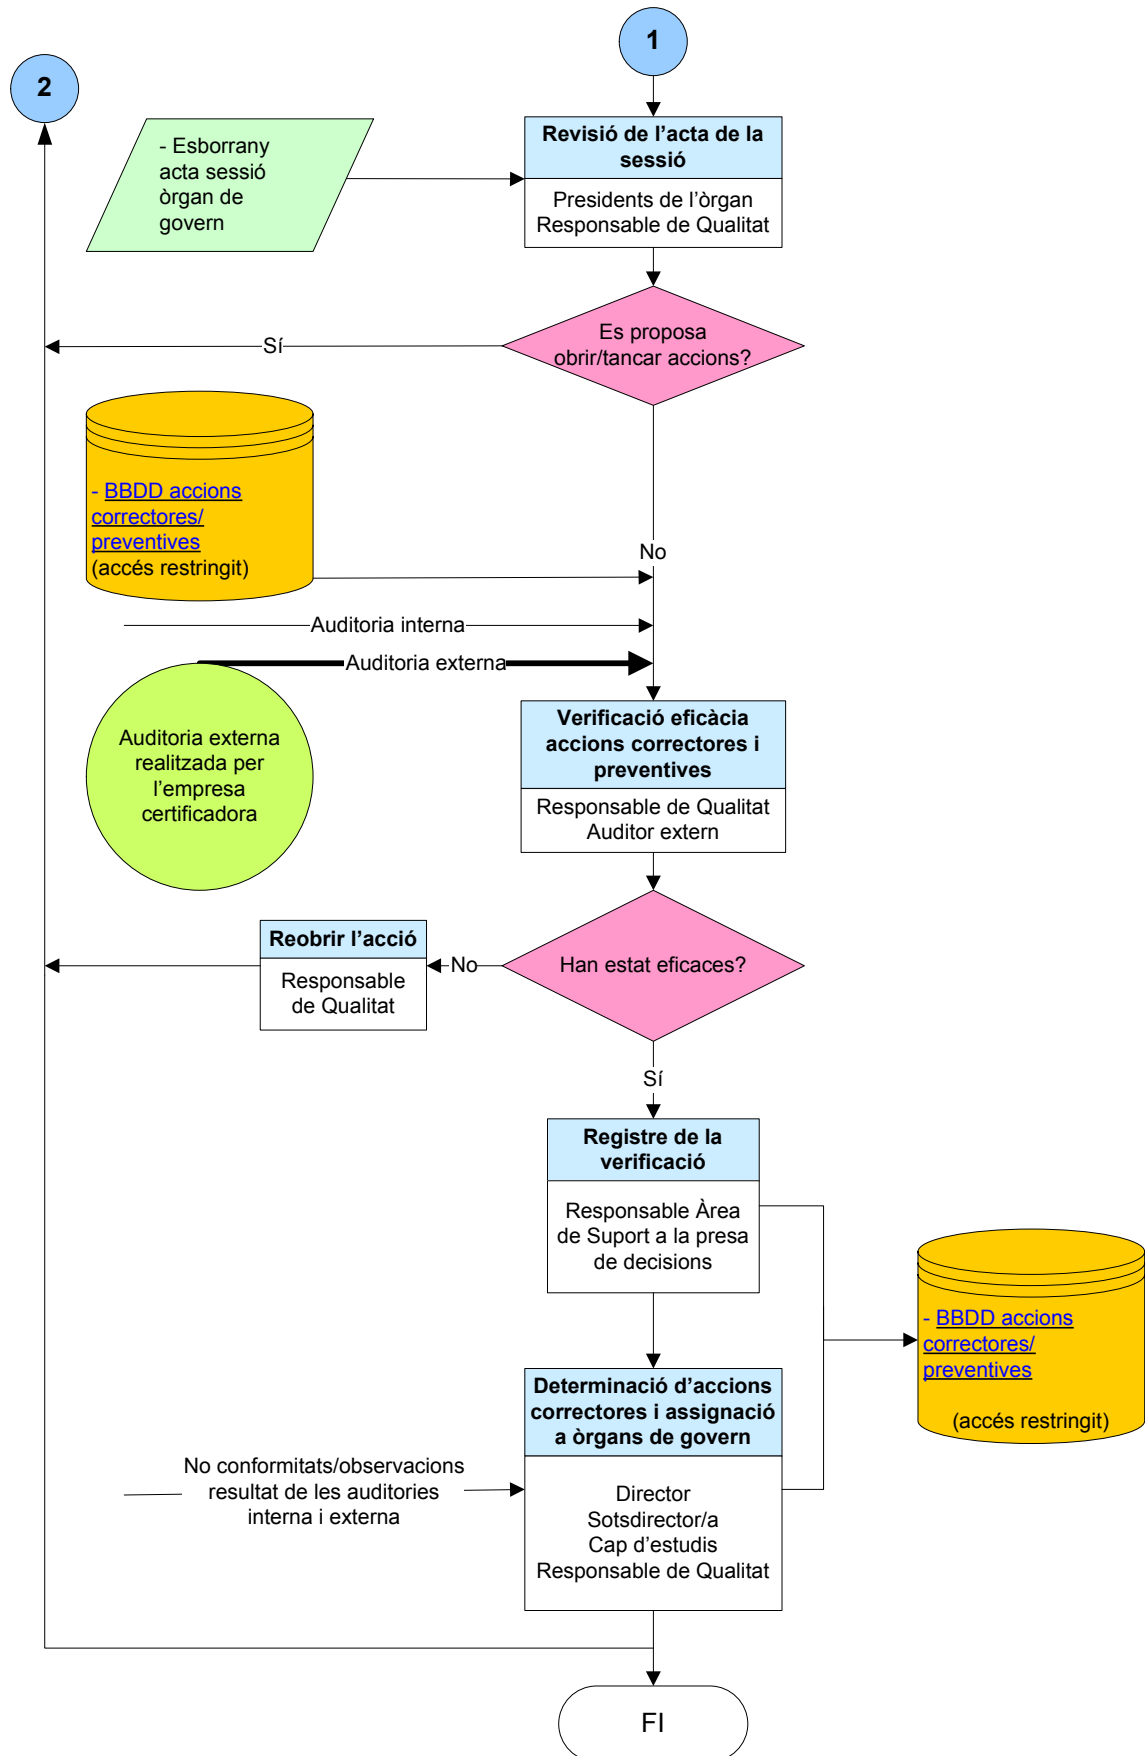 1
2
Revisió de l’acta de la
sessió
Presidents de l’òrgan
Responsable de Qualitat
- Esborrany
acta sessió
òrgan de
govern
Es proposa
obrir/tancar accions?
Sí
- BBDD accions
correctores/
preventives
(accés restringit)
No
Auditoria interna
Auditoria externa
Auditoria externa
realitzada per
l’empresa
certificadora
Verificació eficàcia
accions correctores i
preventives
Responsable de Qualitat
Auditor extern
Reobrir l’acció
Responsable
de Qualitat
No
Han estat eficaces?
Sí
Registre de la
verificació
Responsable Àrea
de Suport a la presa
de decisions
- BBDD accions
correctores/
preventives
(accés restringit)
Determinació d’accions
correctores i assignació
a òrgans de govern
Director
Sotsdirector/a
Cap d’estudis
Responsable de Qualitat
No conformitats/observacions
resultat de les auditories
interna i externa
FI